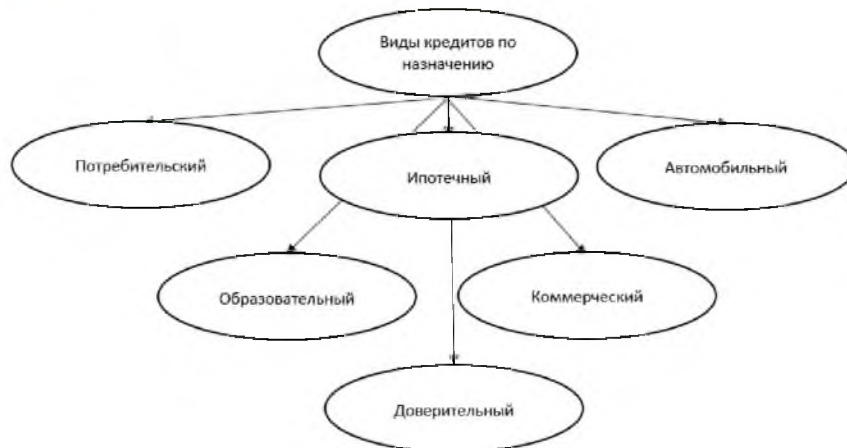 Виды кредитов по
назначению
Потребительский
Ипотечный
Автомобильный
Образовательный
Коммерческий
Доверительный